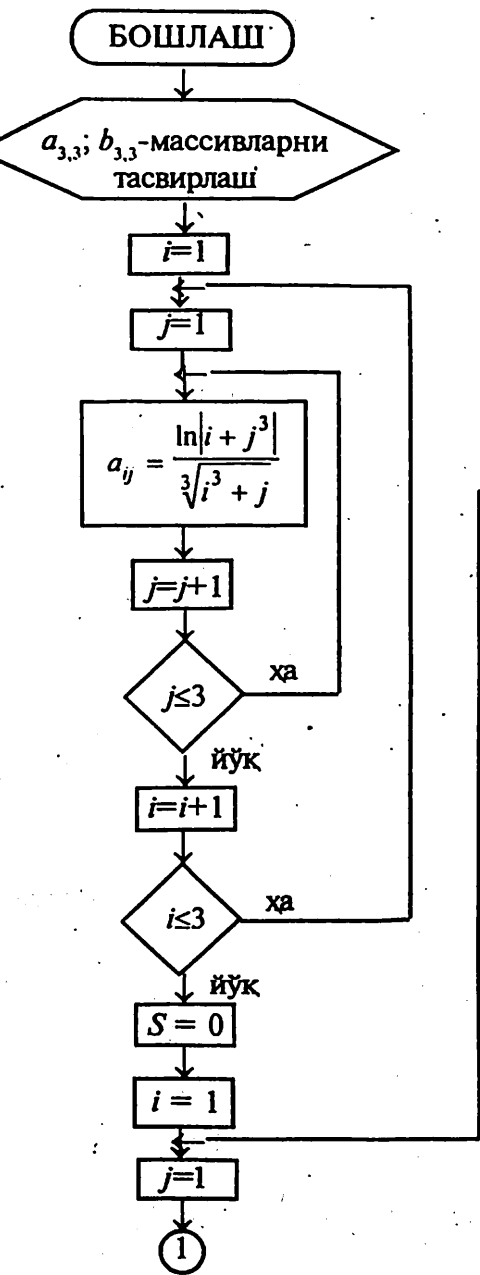 БОШЛАШ
a₃,₃; b₃,₃-массивларни
тасвирлаш
i=1
j=1
aᵢⱼ = ln|i + j³| / ∛(i³ + j)
j=j+1
j≤3
ҳа
йўқ
i=i+1
i≤3
ҳа
йўқ
S = 0
i = 1
j=1
1